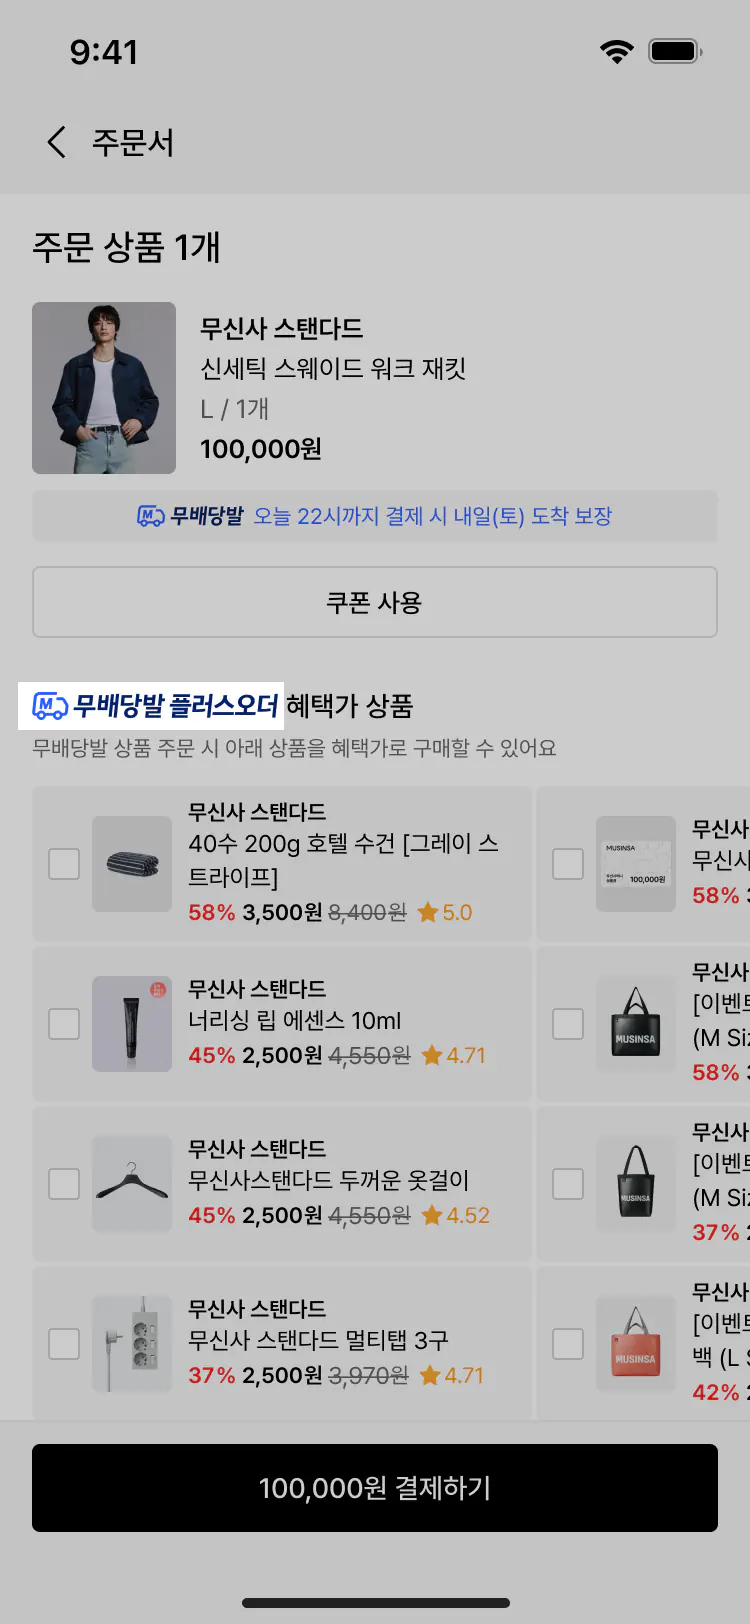 9:41
주문서
주문 상품 1개
무신사 스탠다드
신세틱 스웨이드 워크 재킷
L / 1개
100,000원
무배당발 오늘 22시까지 결제 시 내일(토) 도착 보장
쿠폰 사용
무배당발 플러스오더 혜택가 상품
무배당발 상품 주문 시 아래 상품을 혜택가로 구매할 수 있어요
무신사 스탠다드
40수 200g 호텔 수건 [그레이 스
트라이프]
58% 3,500원 8,400원 5.0
MUSINSA
100,000원
무신사
무신사
58%
무신사 스탠다드
너리싱 립 에센스 10ml
45% 2,500원 4,550원 4.71
MUSINSA
무신사
[이벤트
(M Siz
58%
무신사 스탠다드
무신사스탠다드 두꺼운 옷걸이
45% 2,500원 4,550원 4.52
MUSINSA
무신사
[이벤트
(M Siz
37%
무신사 스탠다드
무신사 스탠다드 멀티탭 3구
37% 2,500원 3,970원 4.71
MUSINSA
무신사
[이벤트
백 (L S
42%
100,000원 결제하기